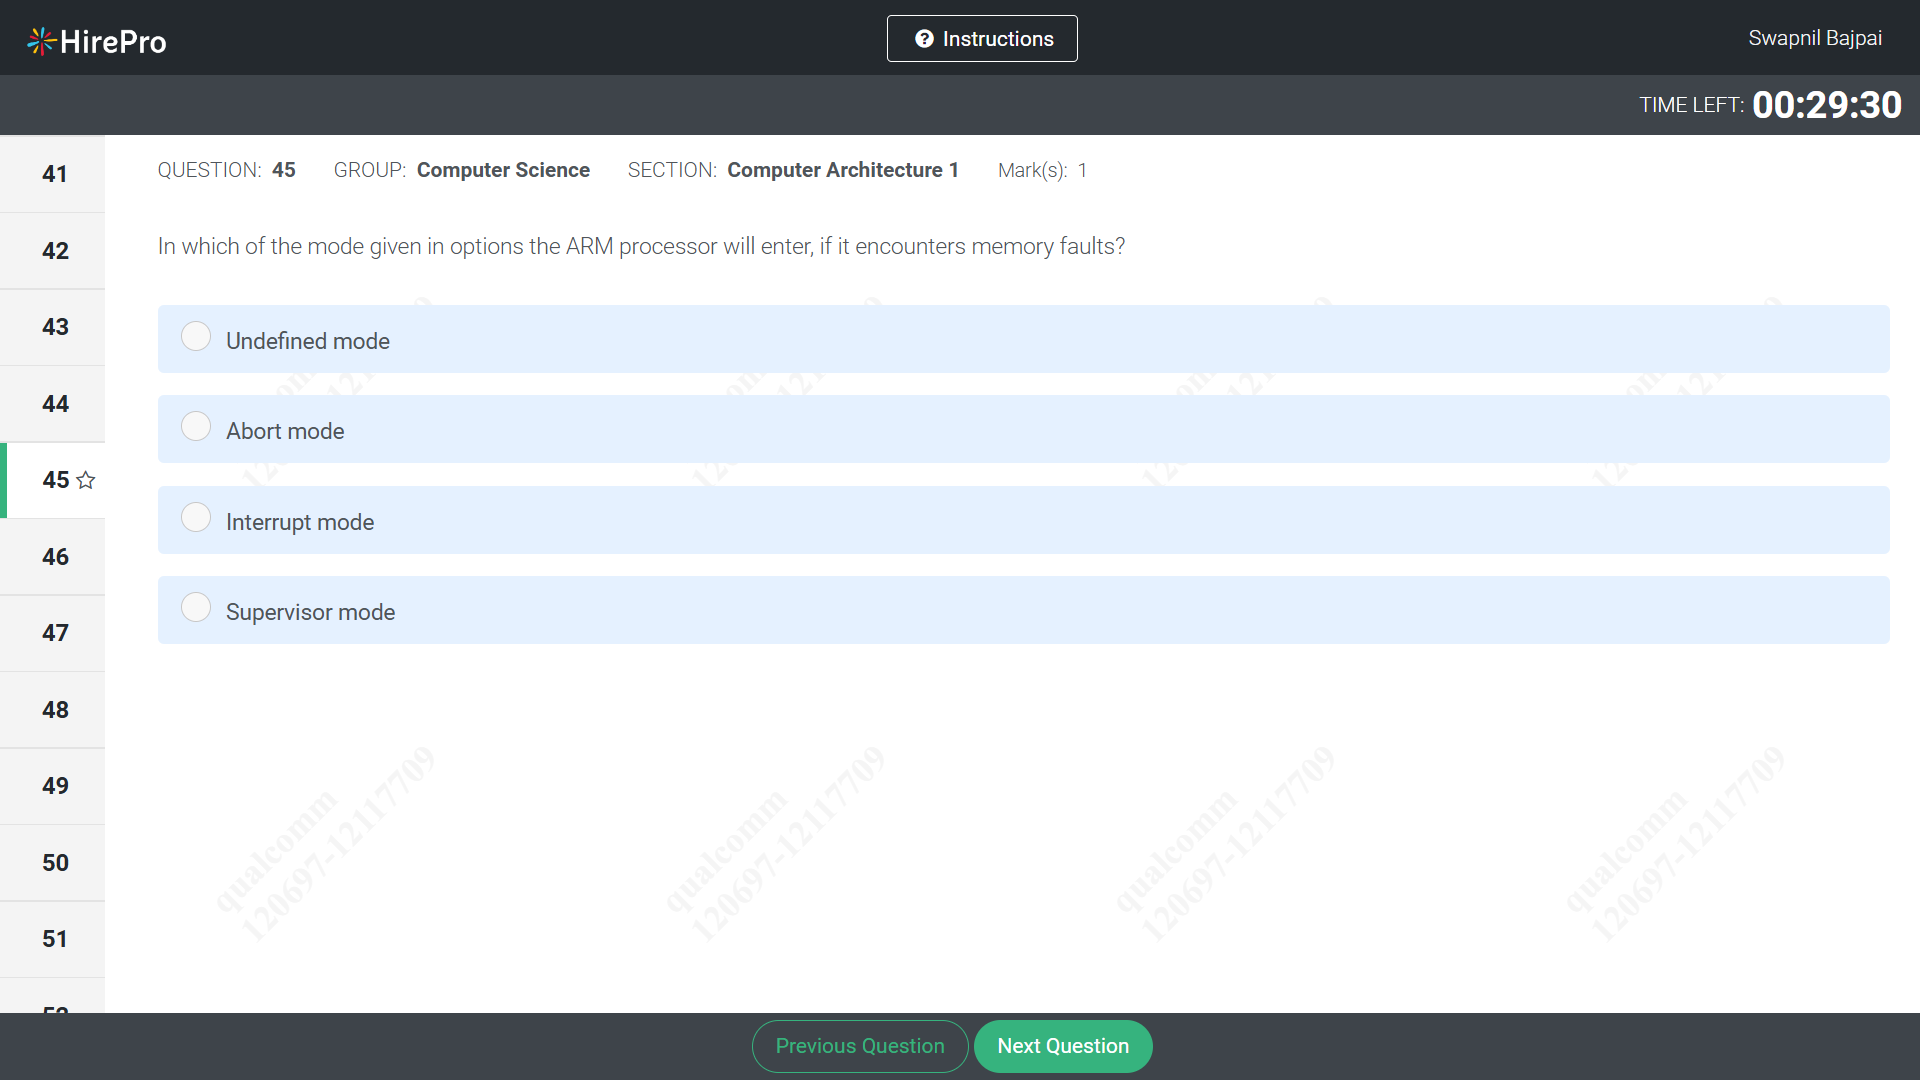 HirePro
Instructions
Swapnil Bajpai
TIME LEFT: 00:29:30
41
42
43
44
45
46
47
48
49
50
51
QUESTION: 45 GROUP: Computer Science SECTION: Computer Architecture 1 Mark(s): 1
In which of the mode given in options the ARM processor will enter, if it encounters memory faults?
Undefined mode
Abort mode
Interrupt mode
Supervisor mode
qualcomm
120697-12117709
qualcomm
120697-12117709
qualcomm
120697-12117709
qualcomm
120697-12117709
Previous Question
Next Question